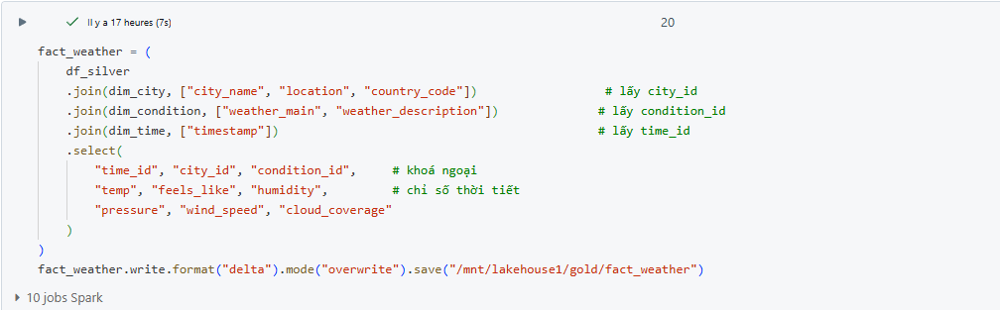 Il y a 17 heures (7s)
20
fact_weather = (
    df_silver
    .join(dim_city, ["city_name", "location", "country_code"])                  # lấy city_id
    .join(dim_condition, ["weather_main", "weather_description"])              # lấy condition_id
    .join(dim_time, ["timestamp"])                                             # lấy time_id
    .select(
        "time_id", "city_id", "condition_id",     # khoá ngoại
        "temp", "feels_like", "humidity",         # chỉ số thời tiết
        "pressure", "wind_speed", "cloud_coverage"
    )
)
fact_weather.write.format("delta").mode("overwrite").save("/mnt/lakehouse1/gold/fact_weather")
10 jobs Spark